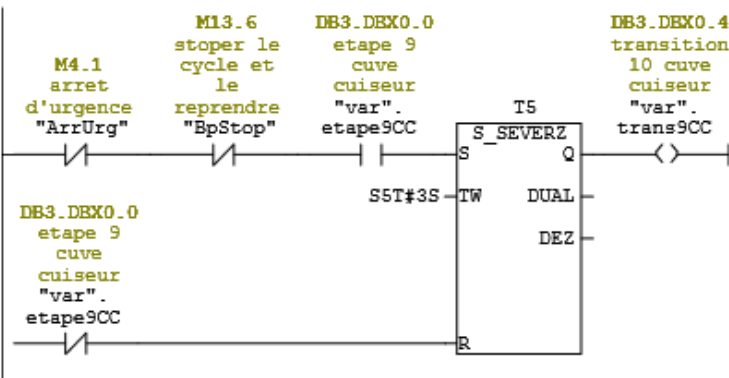 M4.1
arret
d'urgence
"ArrUrg"
M13.6
stoper le
cycle et
le
reprendre
"BpStop"
DB3.DBX0.0
etape 9
cuve
cuiseur
"var".
etape9CC
T5
S_SEVERZ
S
Q
S5T#3S
TW
DUAL
DEZ
R
DB3.DBX0.4
transition
10 cuve
cuiseur
"var".
trans9CC
DB3.DBX0.0
etape 9
cuve
cuiseur
"var".
etape9CC